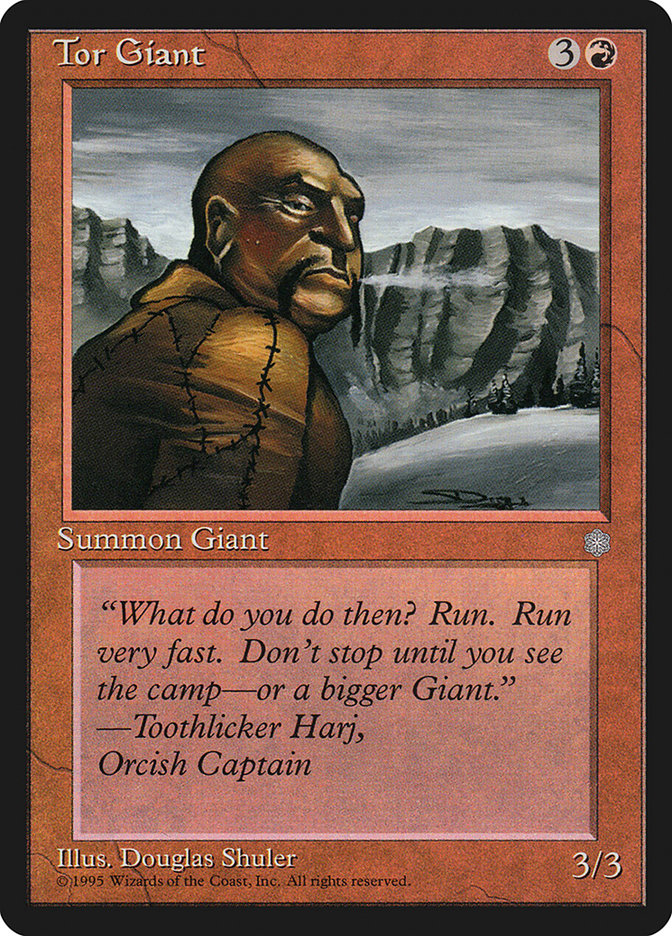 Tor Giant 3
Summon Giant
“What do you do then? Run. Run
very fast. Don’t stop until you see
the camp—or a bigger Giant.”
—Toothlicker Harj,
Orcish Captain
Illus. Douglas Shuler
3/3
©1995 Wizards of the Coast, Inc. All rights reserved.